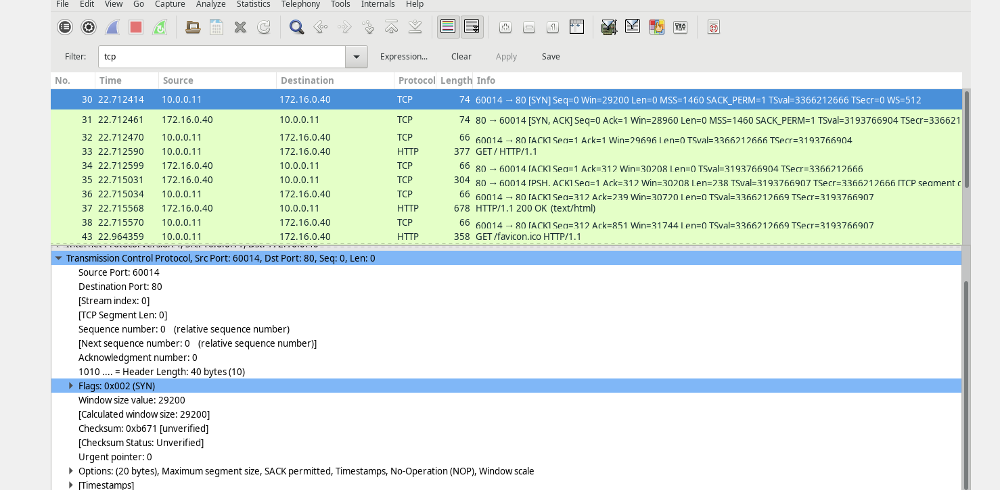 File Edit View Go Capture Analyze Statistics Telephony Tools Internals Help
Filter: tcp Expression... Clear Apply Save
No. Time Source Destination Protocol Length Info
30 22.712414 10.0.0.11 172.16.0.40 TCP 74 60014 → 80 [SYN] Seq=0 Win=29200 Len=0 MSS=1460 SACK_PERM=1 TSval=3366212666 TSecr=0 WS=512
31 22.712461 172.16.0.40 10.0.0.11 TCP 74 80 → 60014 [SYN, ACK] Seq=0 Ack=1 Win=28960 Len=0 MSS=1460 SACK_PERM=1 TSval=3193766904 TSecr=336621
32 22.712470 10.0.0.11 172.16.0.40 TCP 66 60014 → 80 [ACK] Seq=1 Ack=1 Win=29696 Len=0 TSval=3366212666 TSecr=3193766904
33 22.712590 10.0.0.11 172.16.0.40 HTTP 377 GET / HTTP/1.1
34 22.712599 172.16.0.40 10.0.0.11 TCP 66 80 → 60014 [ACK] Seq=1 Ack=312 Win=30208 Len=0 TSval=3193766904 TSecr=3366212666
35 22.715031 172.16.0.40 10.0.0.11 TCP 304 80 → 60014 [PSH, ACK] Seq=1 Ack=312 Win=30208 Len=238 TSval=3193766907 TSecr=3366212666 [TCP segment
36 22.715034 10.0.0.11 172.16.0.40 TCP 66 60014 → 80 [ACK] Seq=312 Ack=239 Win=30720 Len=0 TSval=3366212669 TSecr=3193766907
37 22.715568 172.16.0.40 10.0.0.11 HTTP 678 HTTP/1.1 200 OK (text/html)
38 22.715570 10.0.0.11 172.16.0.40 TCP 66 60014 → 80 [ACK] Seq=312 Ack=851 Win=31744 Len=0 TSval=3366212669 TSecr=3193766907
43 22.964359 10.0.0.11 172.16.0.40 HTTP 358 GET /favicon.ico HTTP/1.1
Transmission Control Protocol, Src Port: 60014, Dst Port: 80, Seq: 0, Len: 0
Source Port: 60014
Destination Port: 80
[Stream index: 0]
[TCP Segment Len: 0]
Sequence number: 0 (relative sequence number)
[Next sequence number: 0 (relative sequence number)]
Acknowledgment number: 0
1010 .... = Header Length: 40 bytes (10)
Flags: 0x002 (SYN)
Window size value: 29200
[Calculated window size: 29200]
Checksum: 0xb671 [unverified]
[Checksum Status: Unverified]
Urgent pointer: 0
Options: (20 bytes), Maximum segment size, SACK permitted, Timestamps, No-Operation (NOP), Window scale
[Timestamps]